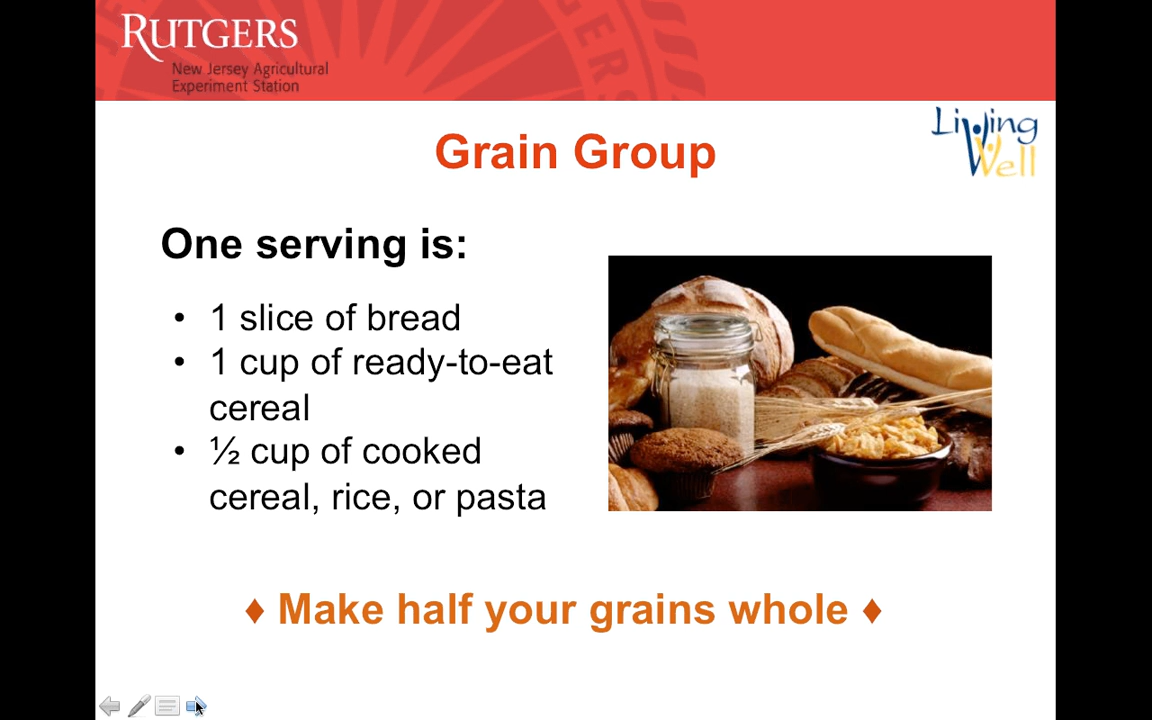 RUTGERS
New Jersey Agricultural
Experiment Station
Living
Well
Grain Group
One serving is:
• 1 slice of bread
• 1 cup of ready-to-eat
cereal
• ½ cup of cooked
cereal, rice, or pasta
♦ Make half your grains whole ♦